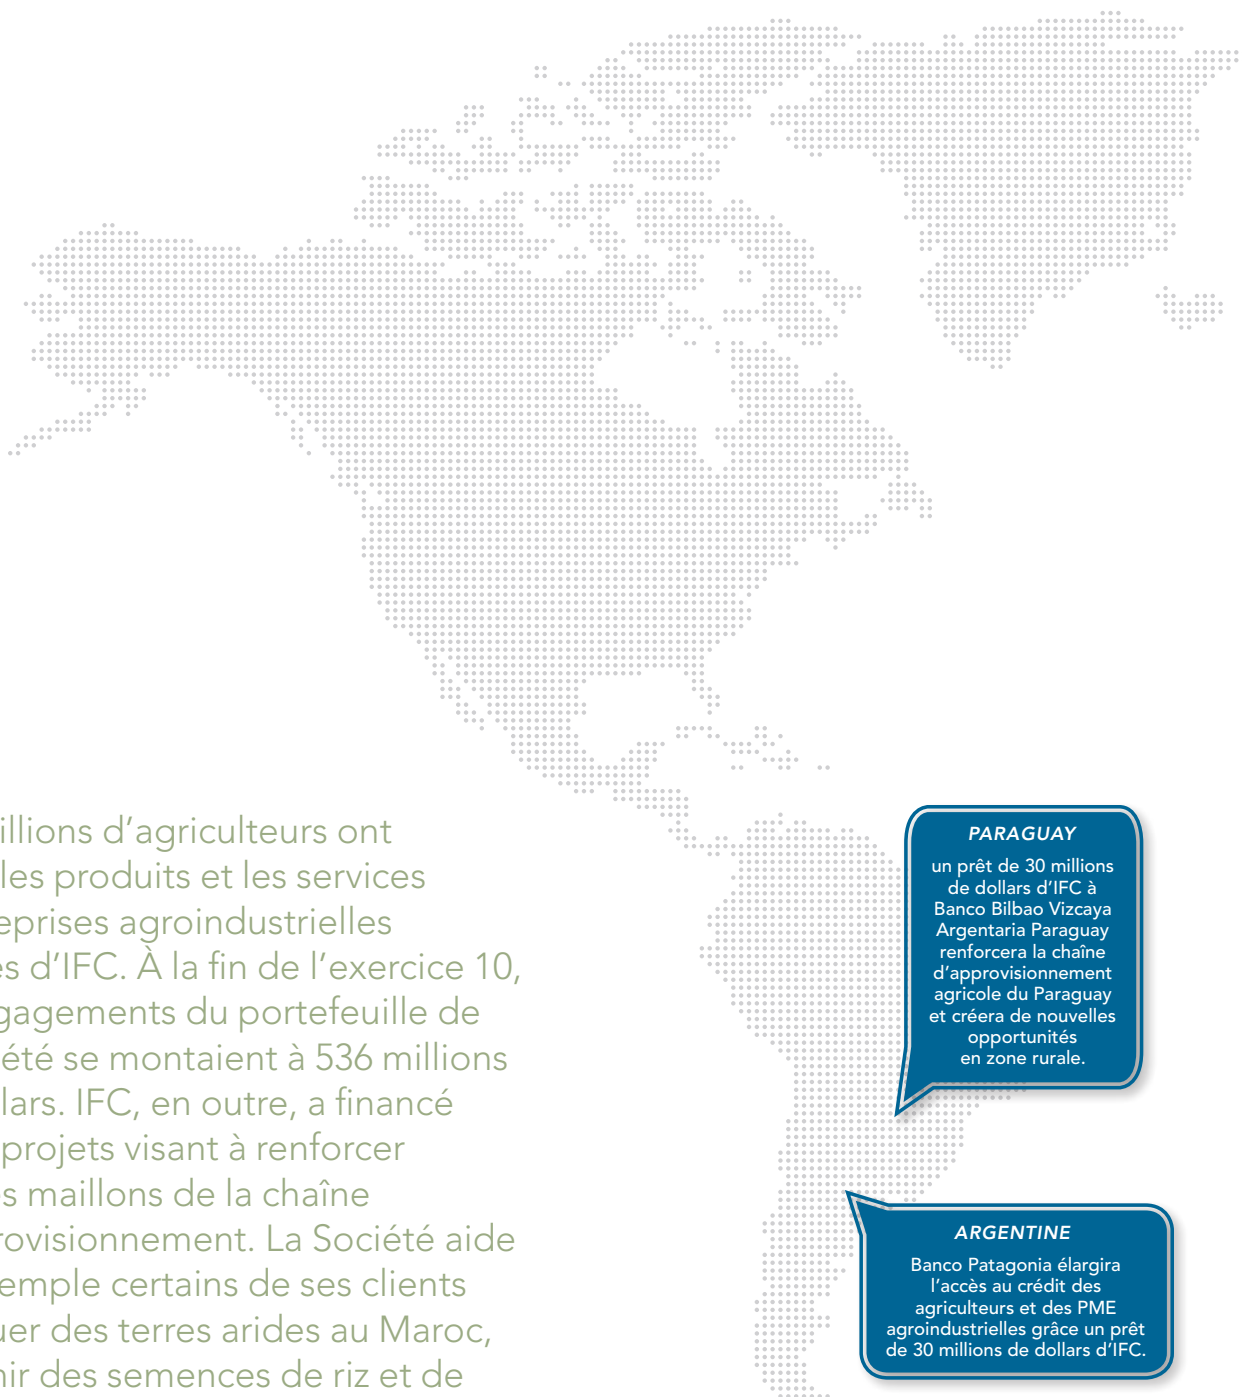 illions d’agriculteurs ont
les produits et les services
eprises agroindustrielles
es d’IFC. À la fin de l’exercice 10,
gagements du portefeuille de
été se montaient à 536 millions
llars. IFC, en outre, a financé
projets visant à renforcer
es maillons de la chaîne
rovisionnement. La Société aide
emple certains de ses clients
uer des terres arides au Maroc,
nir des semences de riz et de
PARAGUAY
un prêt de 30 millions
de dollars d’IFC à
Banco Bilbao Vizcaya
Argentaria Paraguay
renforcera la chaîne
d’approvisionnement
agricole du Paraguay
et créera de nouvelles
opportunités
en zone rurale.
ARGENTINE
Banco Patagonia élargira
l’accès au crédit des
agriculteurs et des PME
agroindustrielles grâce un prêt
de 30 millions de dollars d’IFC.